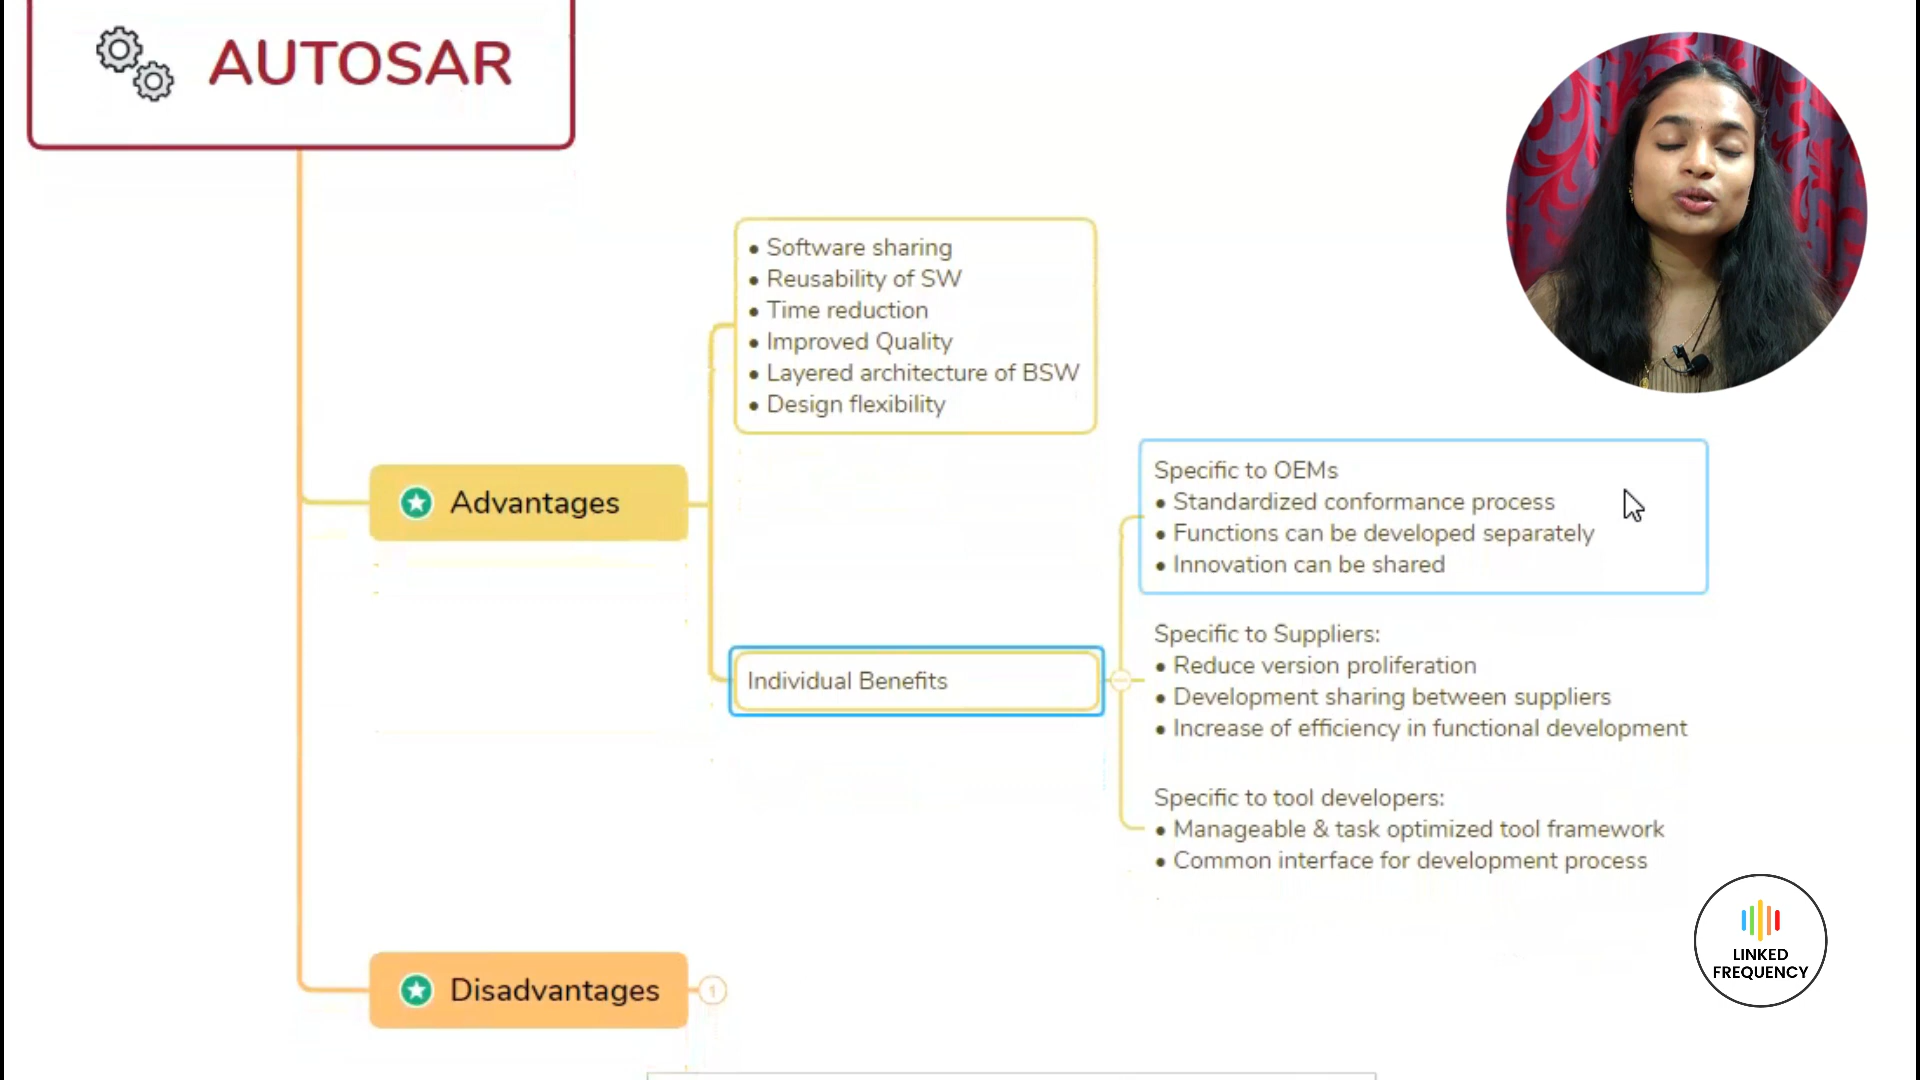 AUTOSAR
• Software sharing
• Reusability of SW
• Time reduction
• Improved Quality
• Layered architecture of BSW
• Design flexibility
Advantages
Specific to OEMs
• Standardized conformance process
• Functions can be developed separately
• Innovation can be shared
Individual Benefits
Specific to Suppliers:
• Reduce version proliferation
• Development sharing between suppliers
• Increase of efficiency in functional development
Specific to tool developers:
• Manageable & task optimized tool framework
• Common interface for development process
Disadvantages
1
LINKED
FREQUENCY